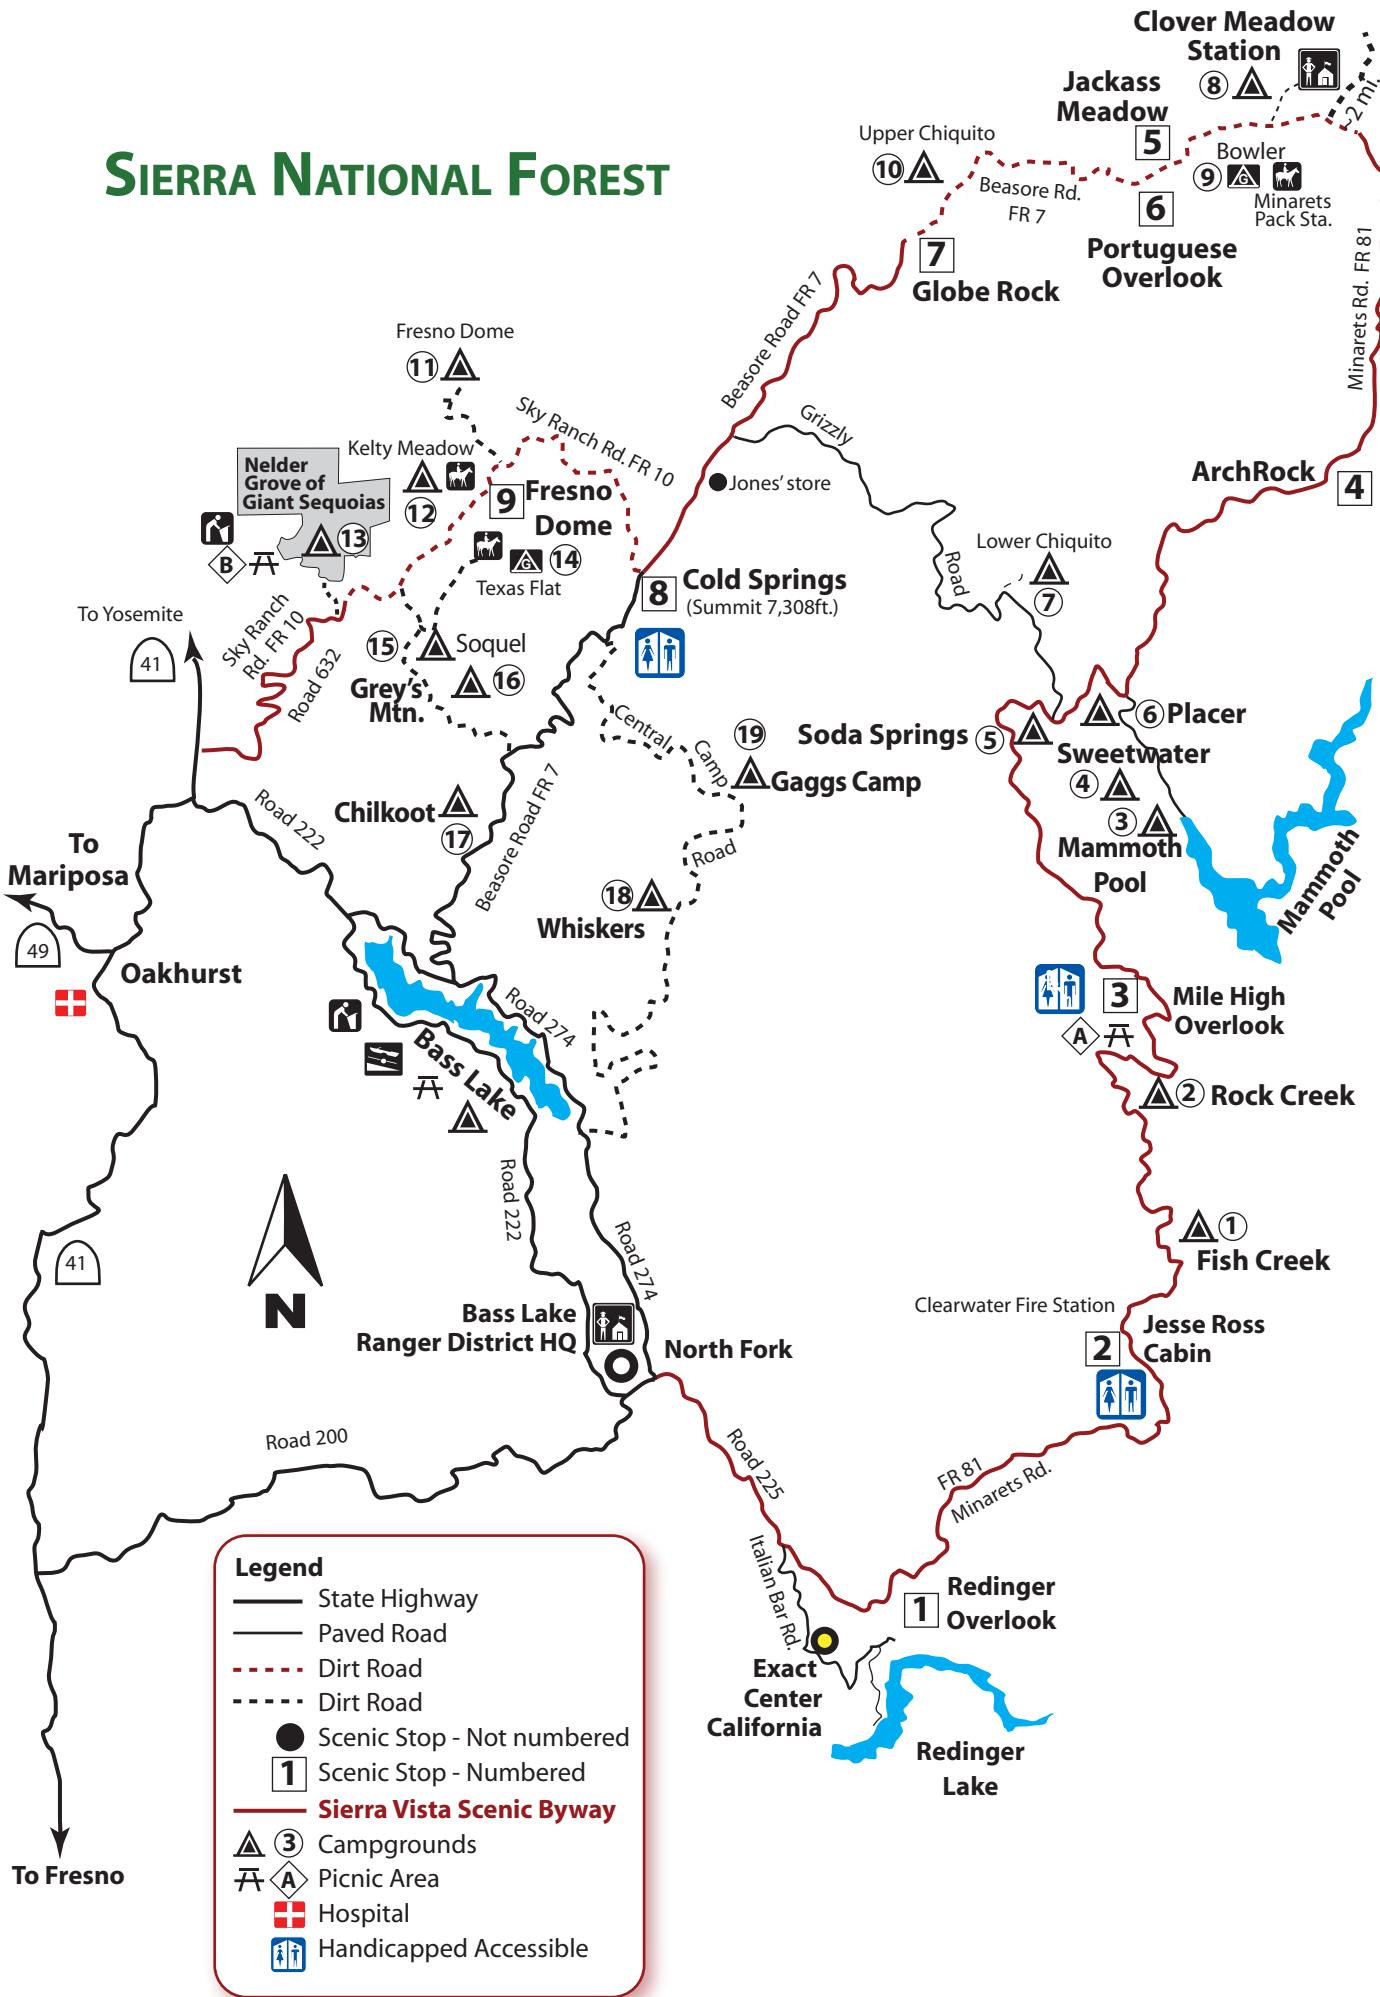 SIERRA NATIONAL FOREST
Clover Meadow
Station
8
~2 mi.
Jackass
Meadow
5
Upper Chiquito
10
Bowler
9
Minarets
Pack Sta.
Beasore Rd.
FR 7
6
Portuguese
Overlook
7
Globe Rock
Minarets Rd. FR 81
Beasore Road FR 7
Fresno Dome
11
Sky Ranch Rd. FR 10
Grizzly
Road
Kelty Meadow
12
Nelder
Grove of
Giant Sequoias
13
B
9
Fresno
Dome
Jones' store
ArchRock
4
14
Texas Flat
Lower Chiquito
7
8
Cold Springs
(Summit 7,308ft.)
To Yosemite
41
Sky Ranch
Rd. FR 10
Road 632
15
Soquel
16
Grey's
Mtn.
Central
Camp
Road
19
Gaggs Camp
Soda Springs
5
6
Placer
Sweetwater
4
3
Mammoth
Pool
Mammoth
Pool
Road 222
Chilkoot
17
Beasore Road FR 7
To
Mariposa
49
Oakhurst
18
Whiskers
3
Mile High
Overlook
A
Road 274
Bass Lake
2
Rock Creek
Road 222
Road 274
41
N
1
Fish Creek
Clearwater Fire Station
2
Jesse Ross
Cabin
Bass Lake
Ranger District HQ
North Fork
Road 200
Road 225
FR 81
Minarets Rd.
Italian Bar Rd.
1
Redinger
Overlook
Exact
Center
California
Redinger
Lake
To Fresno
Legend
State Highway
Paved Road
Dirt Road
Dirt Road
Scenic Stop - Not numbered
1
Scenic Stop - Numbered
Sierra Vista Scenic Byway
3
Campgrounds
A
Picnic Area
Hospital
Handicapped Accessible